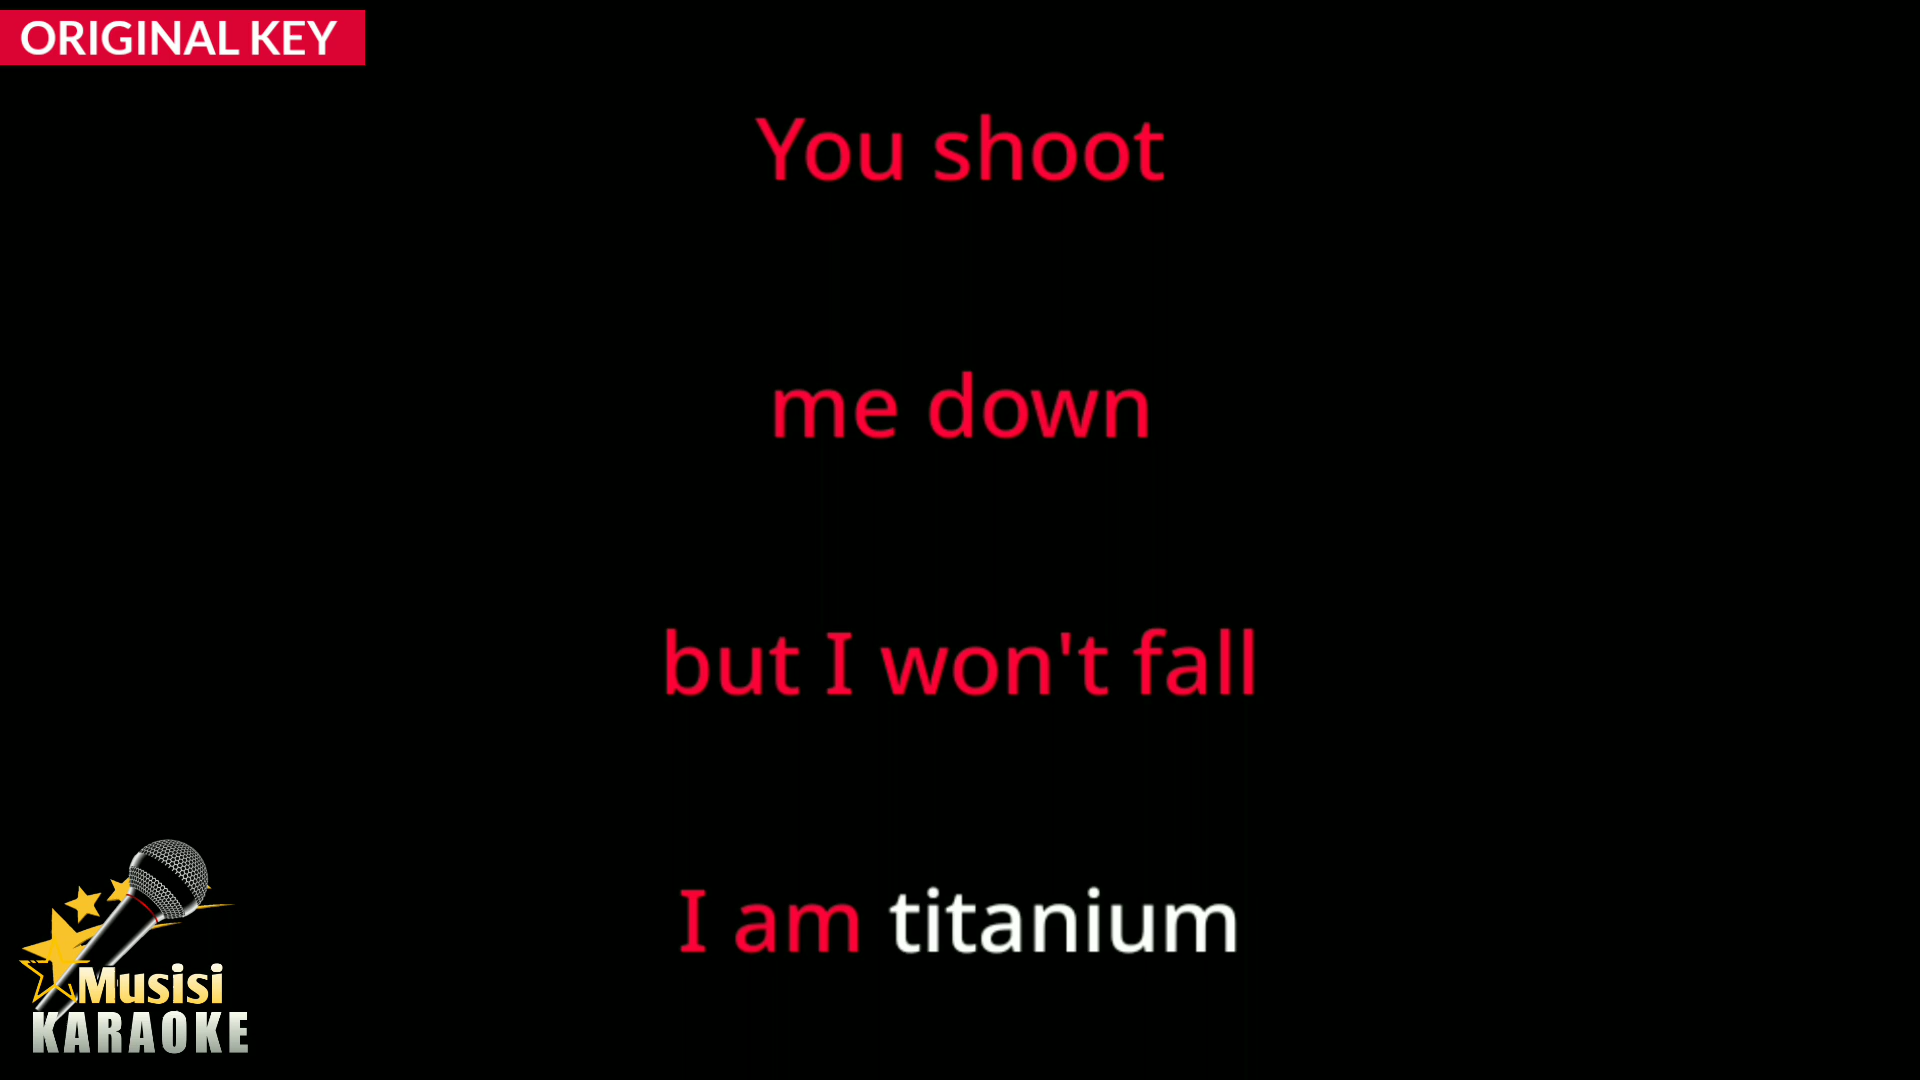 ORIGINAL KEY
You shoot
me down
but I won't fall
I am titanium
Musisi
KARAOKE